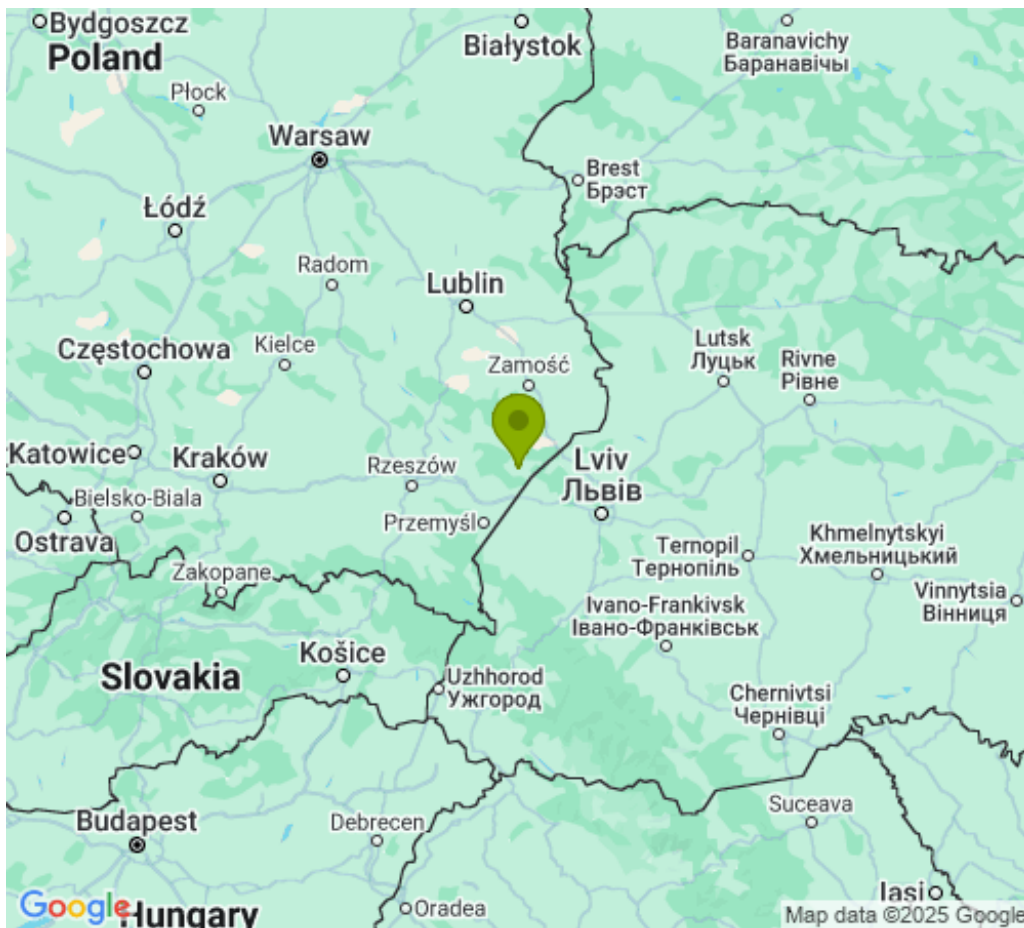 Bydgoszcz
Poland
Białystok
Baranavichy
Баранавічы
Płock
Warsaw
Brest
Брэст
Łódź
Radom
Lublin
Częstochowa
Kielce
Zamość
Lutsk
Луцьк
Rivne
Рівне
Katowice
Kraków
Rzeszów
Lviv
Львів
Bielsko-Biala
Ostrava
Przemyśl
Khmelnytskyi
Хмельницький
Ternopil
Тернопіль
Zakopane
Vinnytsia
Вінниця
Ivano-Frankivsk
Івано-Франківськ
Košice
Slovakia
Uzhhorod
Ужгород
Chernivtsi
Чернівці
Budapest
Debrecen
Suceava
Iasi
Google
Hungary
Oradea
Map data ©2025 Google